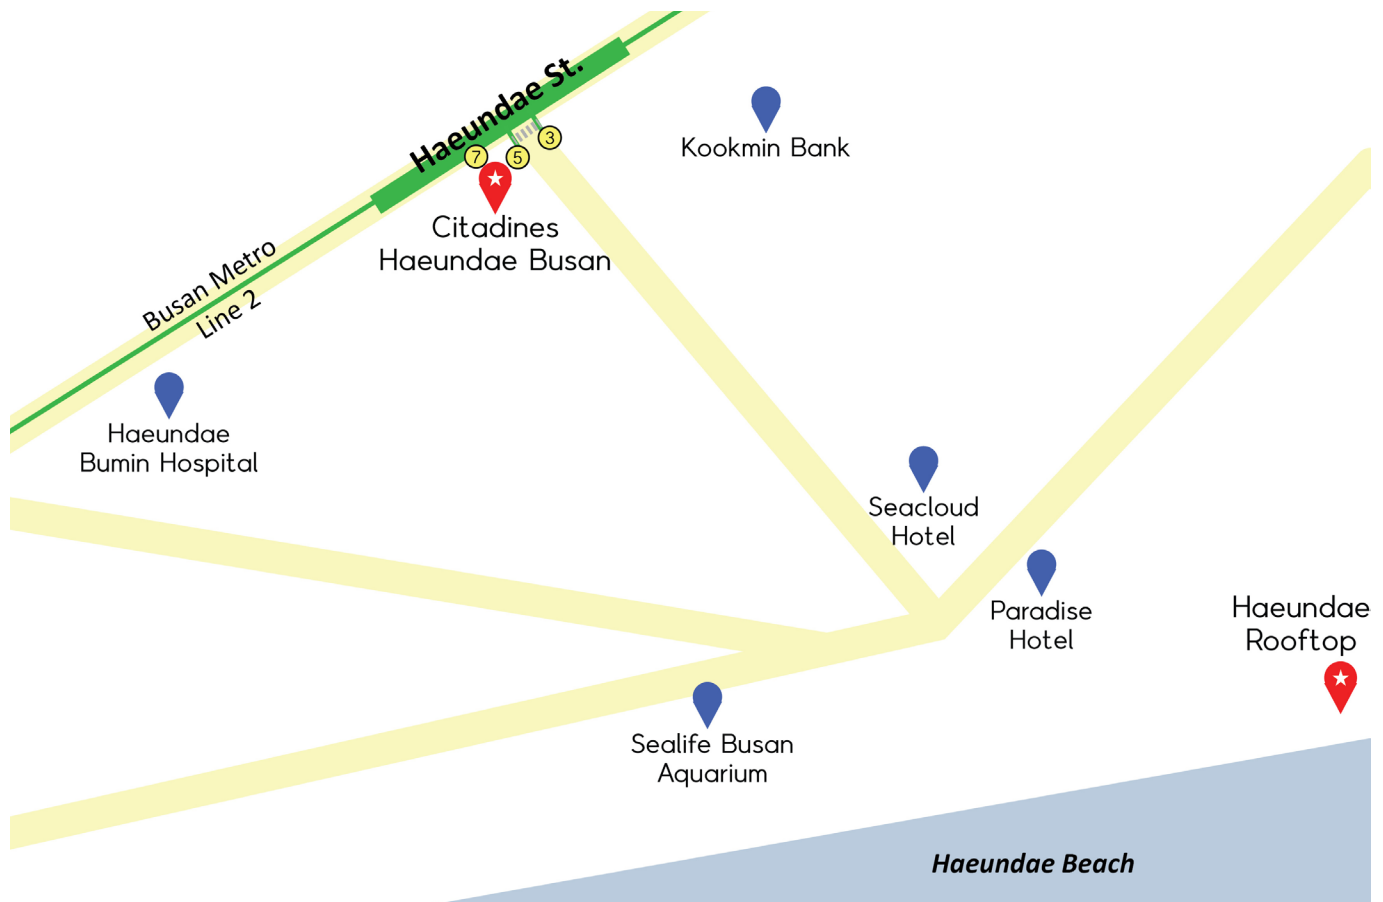 Haeundae St.
Kookmin Bank
3
7
5
Citadines
Haeundae Busan
Busan Metro
Line 2
Haeundae
Bumin Hospital
Seacloud
Hotel
Paradise
Hotel
Haeundae
Rooftop
Sealife Busan
Aquarium
Haeundae Beach